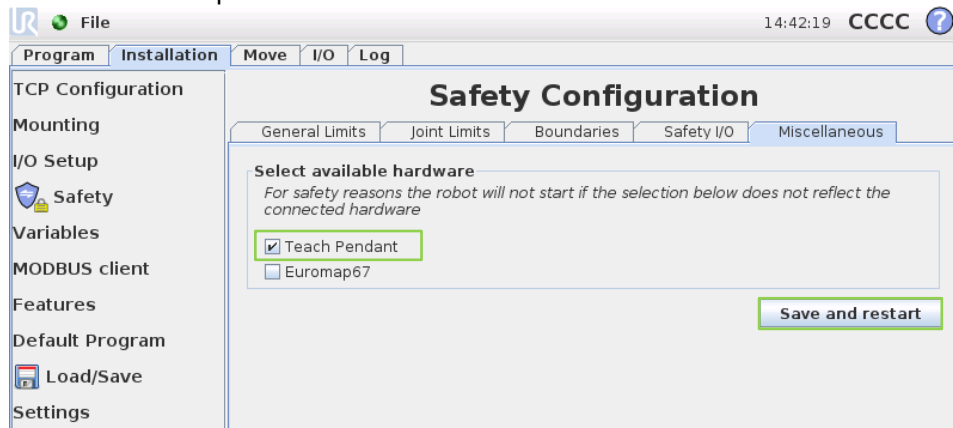 UR File 14:42:19 CCCC ?
Program Installation Move I/O Log
TCP Configuration
Mounting
I/O Setup
Safety
Variables
MODBUS client
Features
Default Program
Load/Save
Settings
Safety Configuration
General Limits Joint Limits Boundaries Safety I/O Miscellaneous
Select available hardware
For safety reasons the robot will not start if the selection below does not reflect the
connected hardware
Teach Pendant
Euromap67
Save and restart